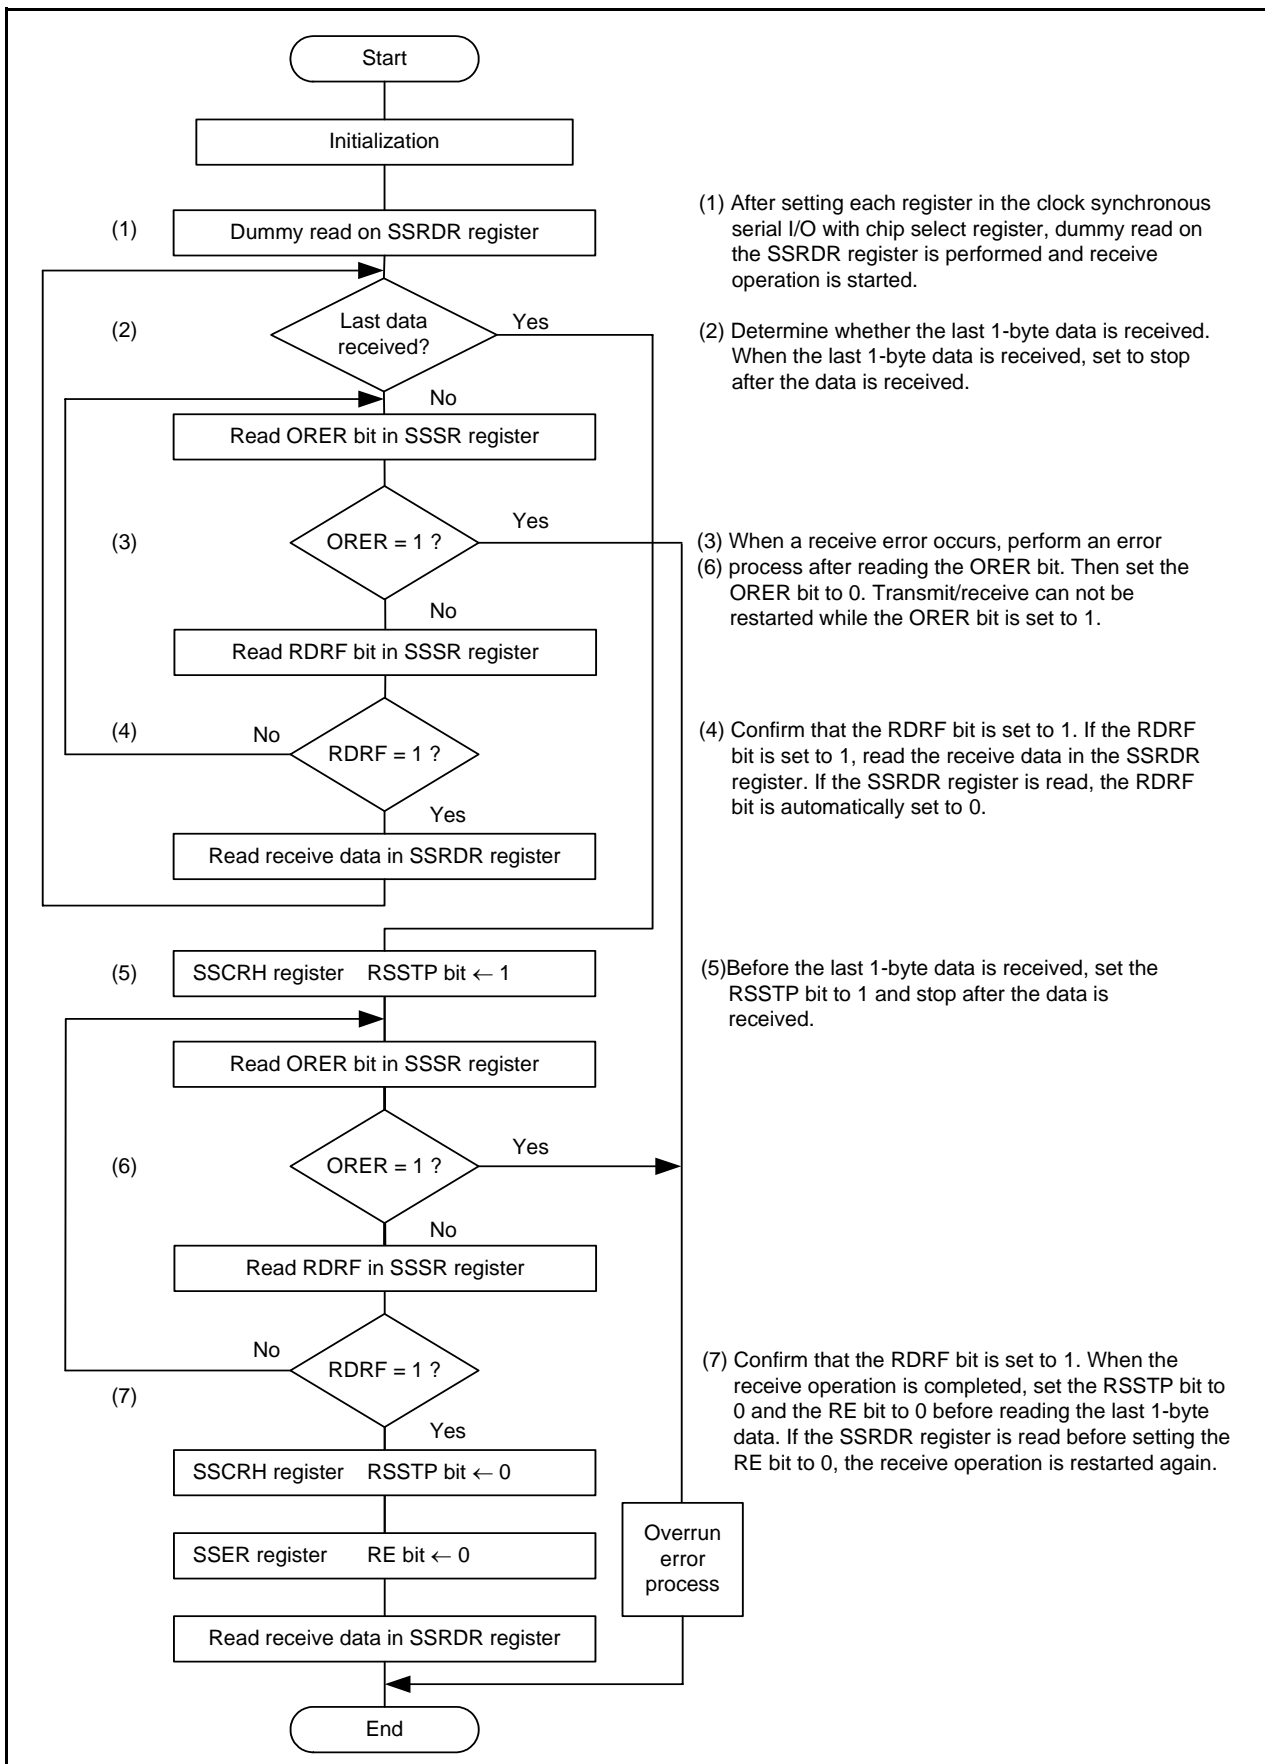 Start
Initialization
(1)
Dummy read on SSRDR register
(1) After setting each register in the clock synchronous
serial I/O with chip select register, dummy read on
the SSRDR register is performed and receive
operation is started.
(2)
Last data
received?
Yes
No
(2) Determine whether the last 1-byte data is received.
When the last 1-byte data is received, set to stop
after the data is received.
Read ORER bit in SSSR register
(3)
ORER = 1 ?
Yes
No
(3) When a receive error occurs, perform an error
(6) process after reading the ORER bit. Then set the
ORER bit to 0. Transmit/receive can not be
restarted while the ORER bit is set to 1.
Read RDRF bit in SSSR register
(4)
No
RDRF = 1 ?
Yes
(4) Confirm that the RDRF bit is set to 1. If the RDRF
bit is set to 1, read the receive data in the SSRDR
register. If the SSRDR register is read, the RDRF
bit is automatically set to 0.
Read receive data in SSRDR register
(5)
SSCRH register RSSTP bit ← 1
(5)Before the last 1-byte data is received, set the
RSSTP bit to 1 and stop after the data is
received.
Read ORER bit in SSSR register
(6)
ORER = 1 ?
Yes
No
Read RDRF in SSSR register
No
RDRF = 1 ?
(7)
Yes
(7) Confirm that the RDRF bit is set to 1. When the
receive operation is completed, set the RSSTP bit to
0 and the RE bit to 0 before reading the last 1-byte
data. If the SSRDR register is read before setting the
RE bit to 0, the receive operation is restarted again.
SSCRH register RSSTP bit ← 0
SSER register RE bit ← 0
Overrun
error
process
Read receive data in SSRDR register
End